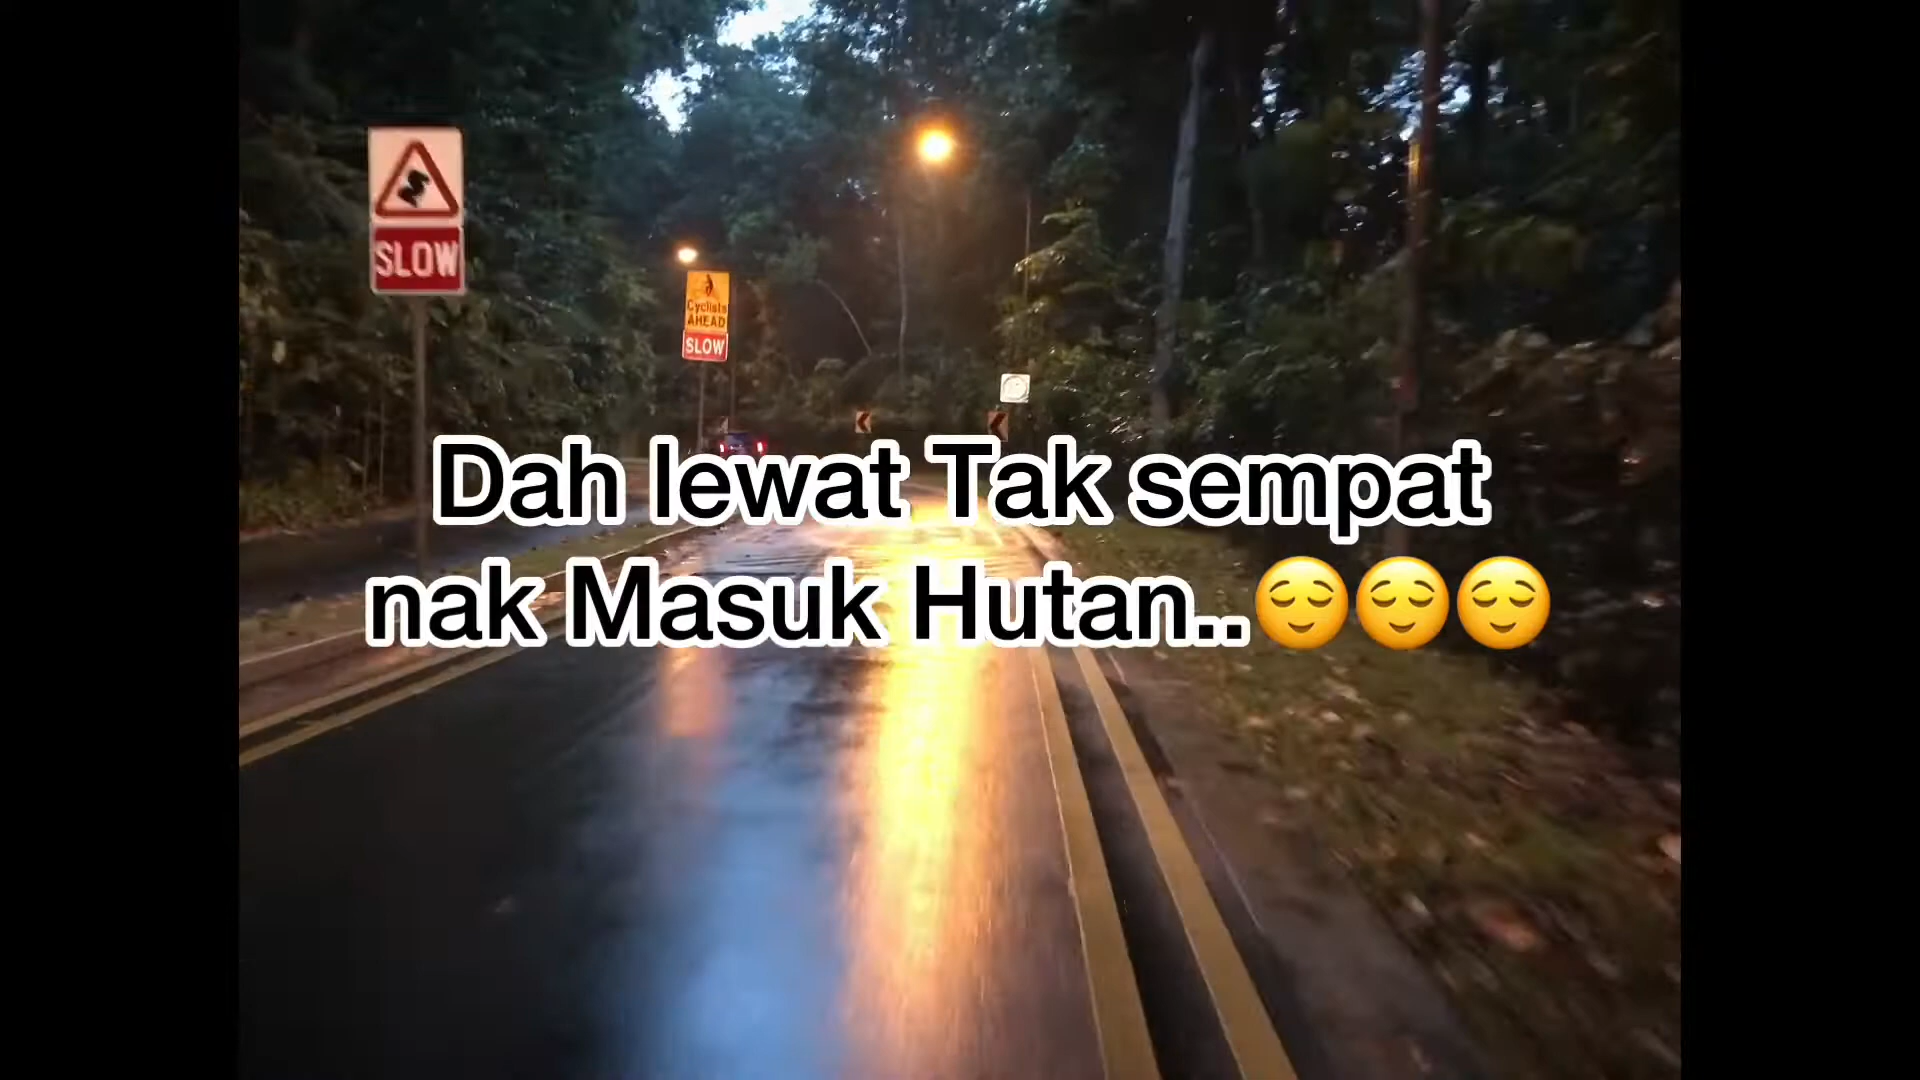 SLOW
Cyclists
AHEAD
SLOW
Dah lewat Tak sempat
nak Masuk Hutan..😌😌😌